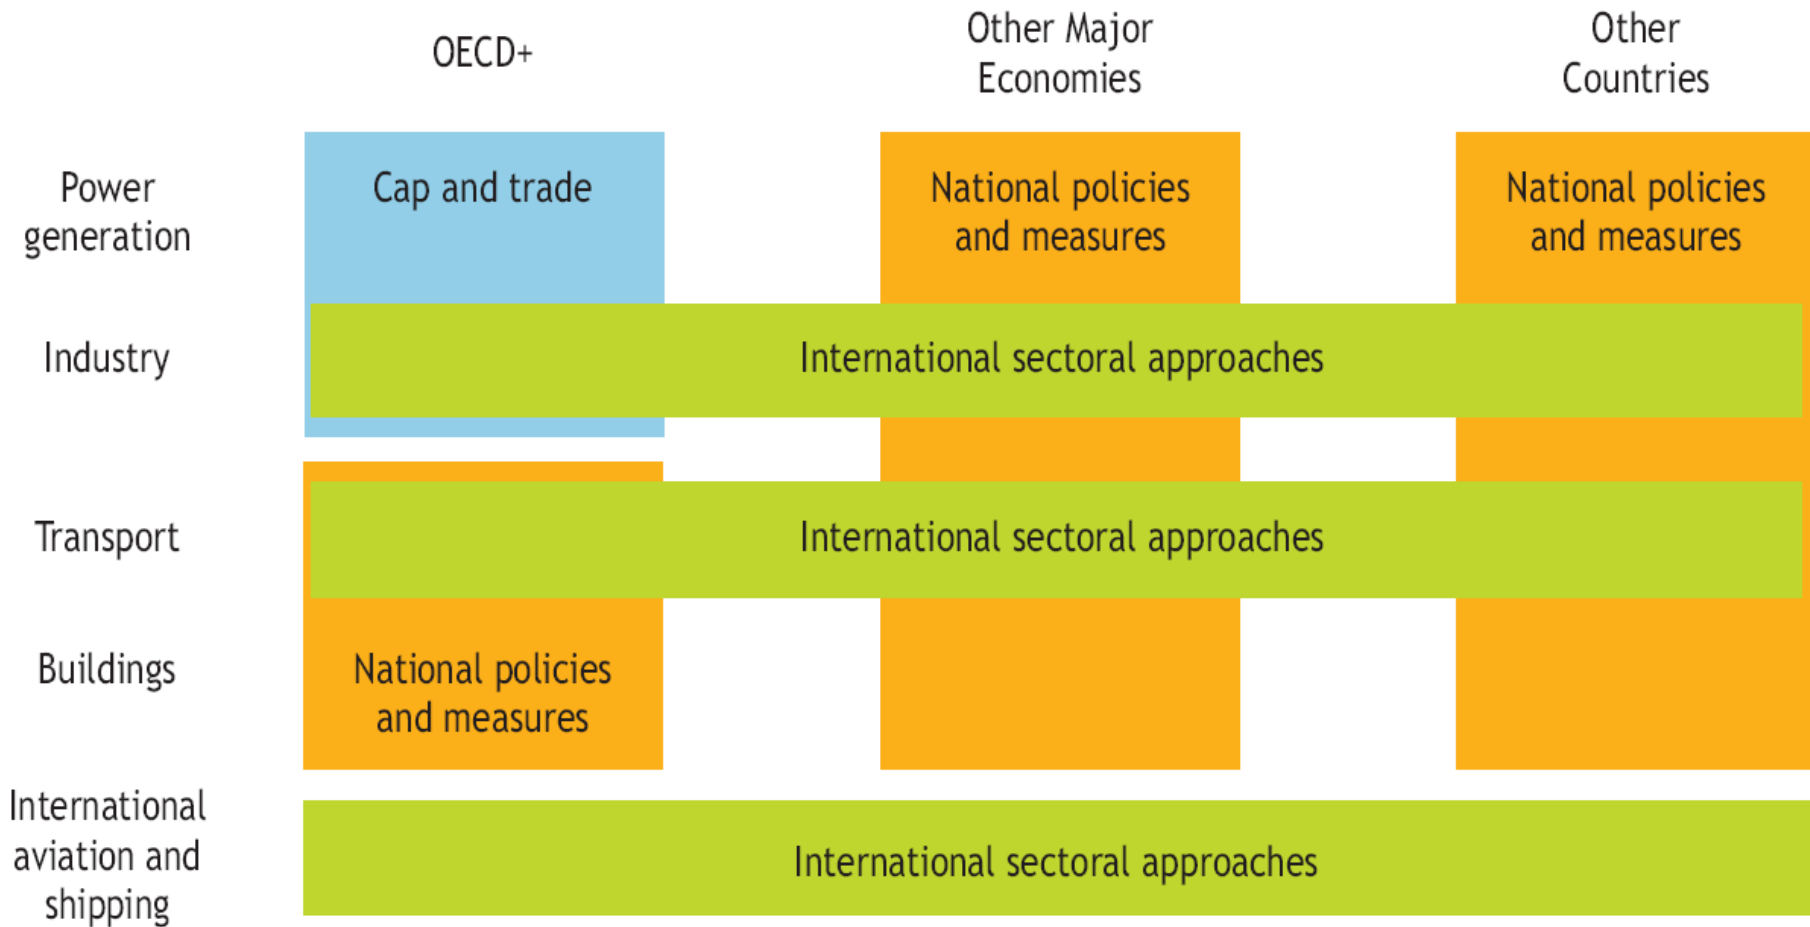 OECD+
Other Major
Economies
Other
Countries
Power
generation
Cap and trade
National policies
and measures
National policies
and measures
Industry
International sectoral approaches
Transport
International sectoral approaches
Buildings
National policies
and measures
International
aviation and
shipping
International sectoral approaches